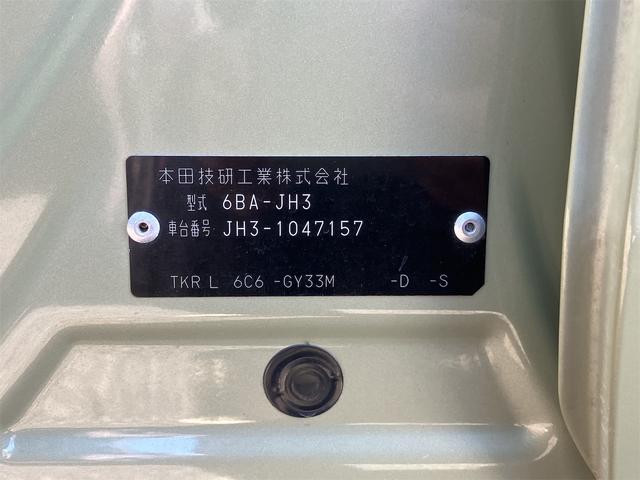 本田技研工業株式会社
型式 6BA-JH3
車台番号 JH3-1047157
TKR L 6C6 -GY33M -D -S